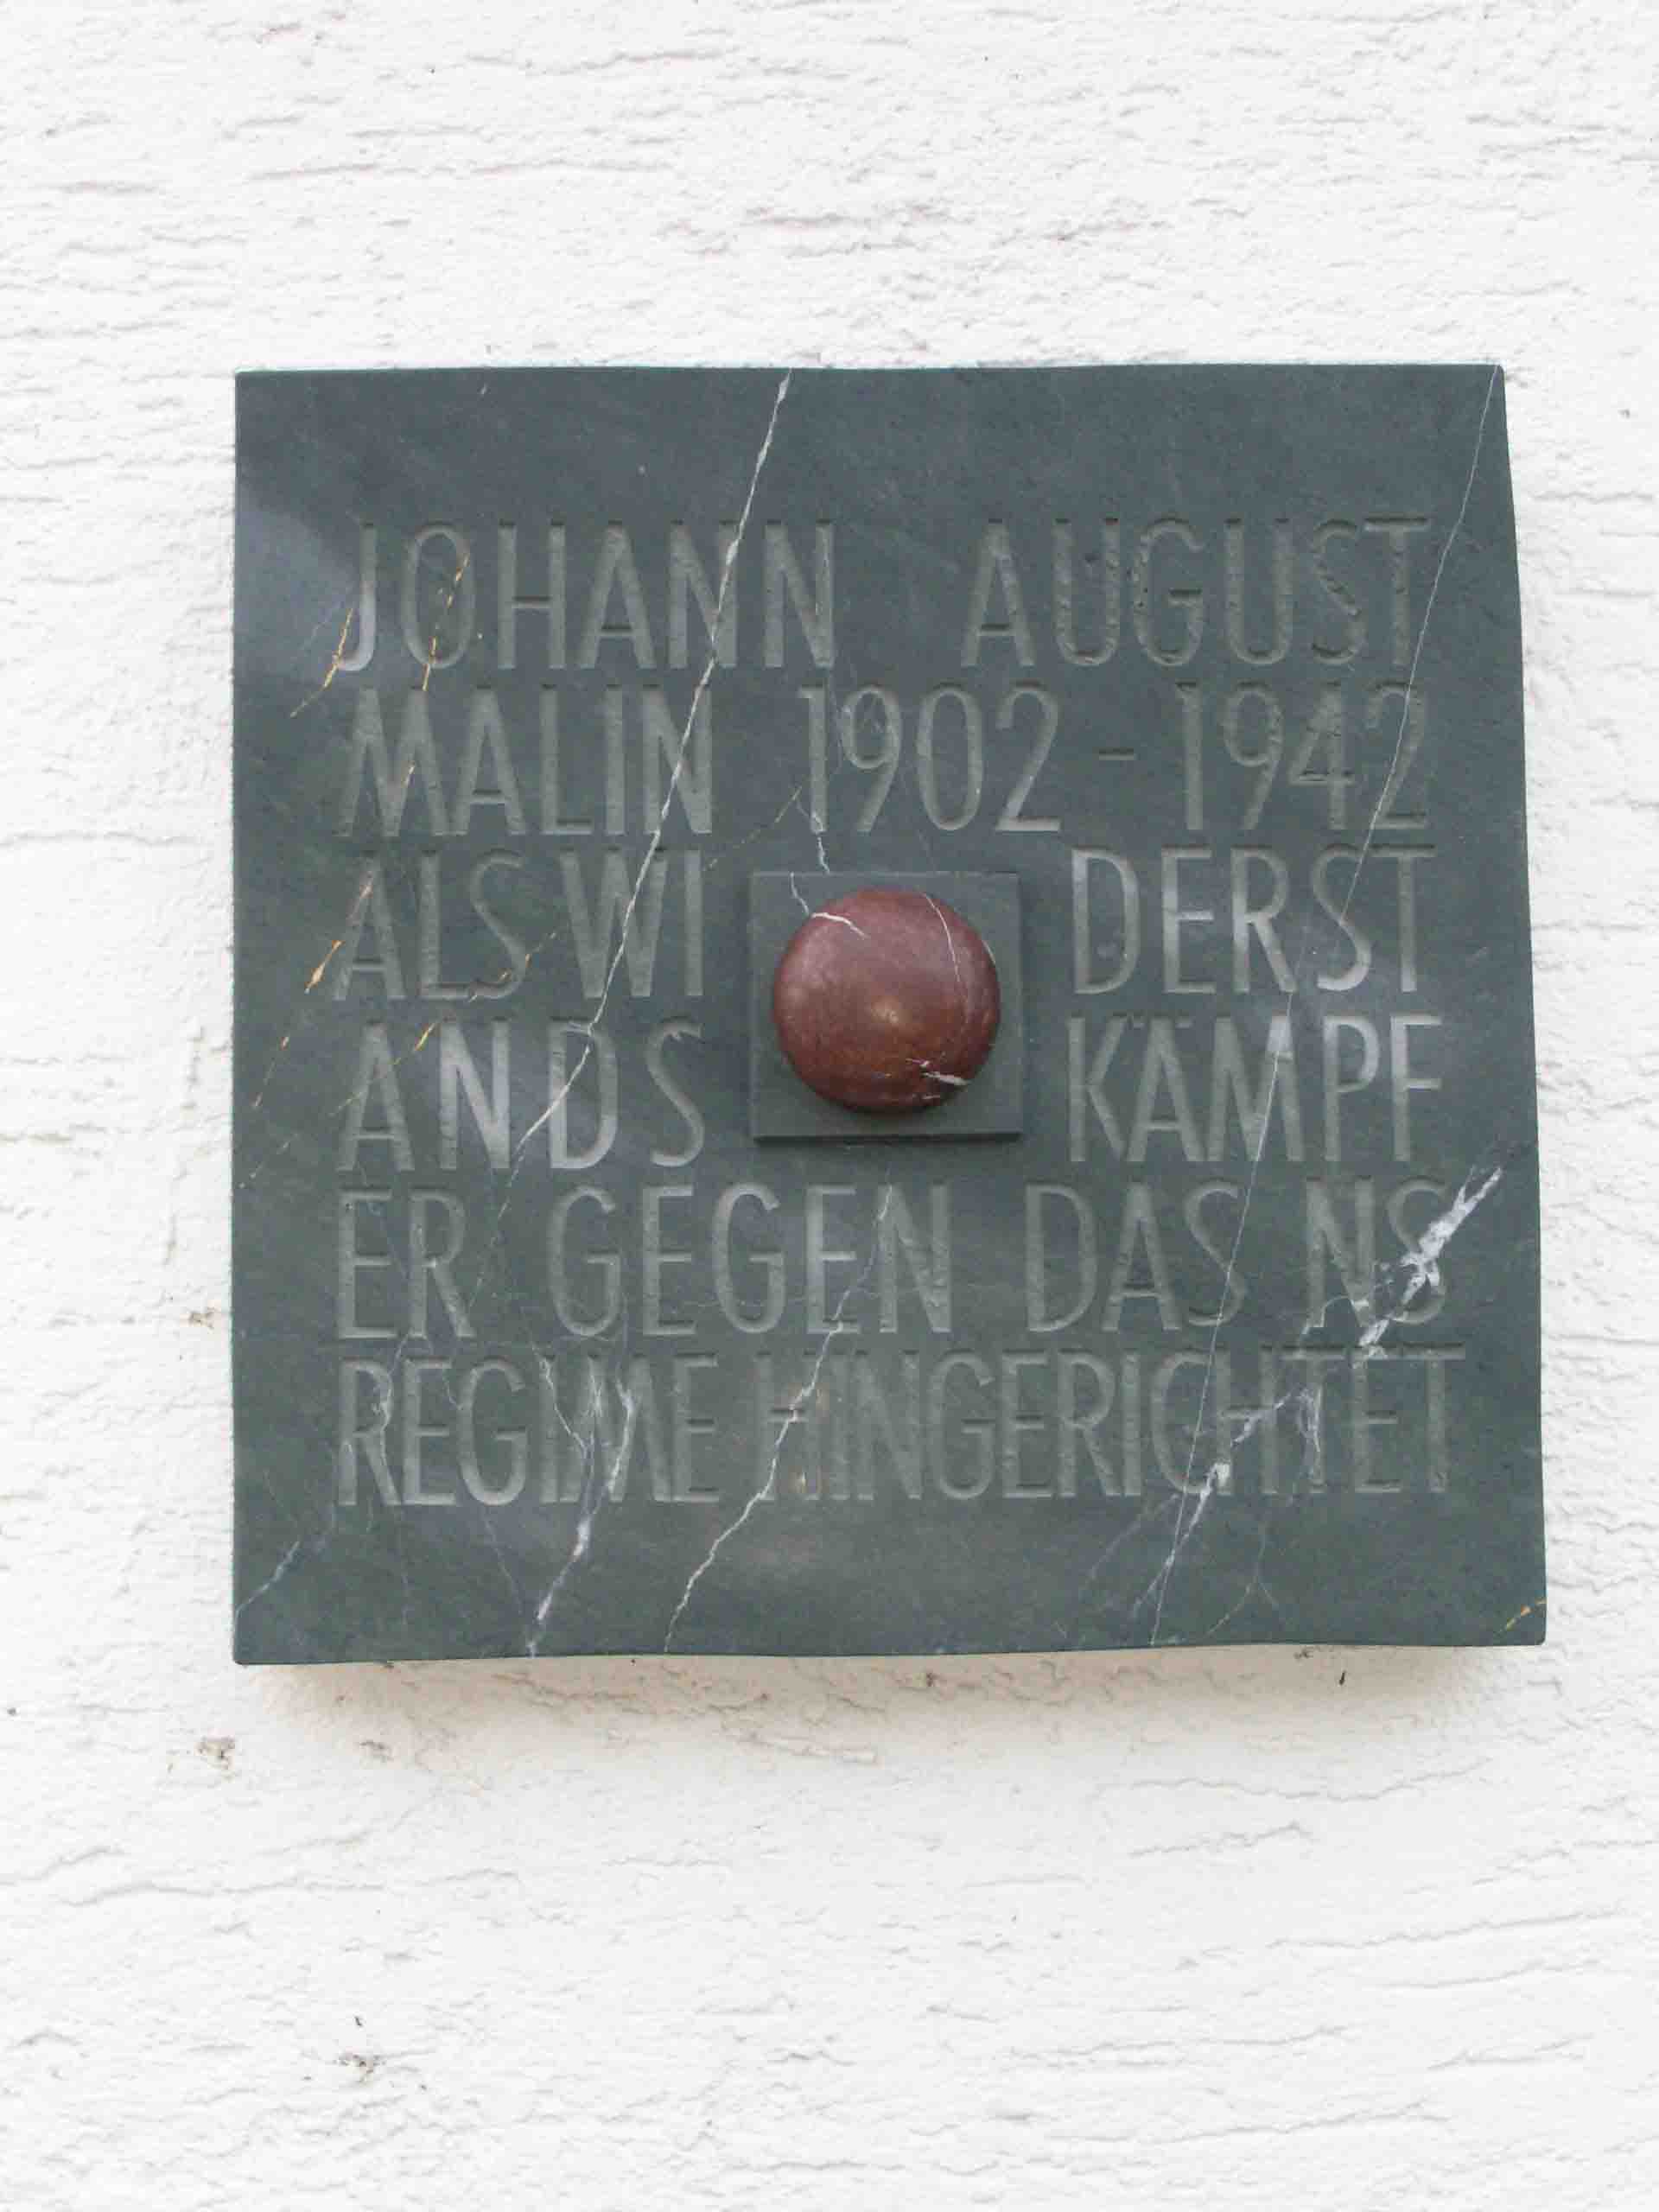 JOHANN AUGUST
MALIN 1902 - 1942
ALS WI DERST
ANDS KÄMPF
ER GEGEN DAS NS
REGIME HINGERICHTET